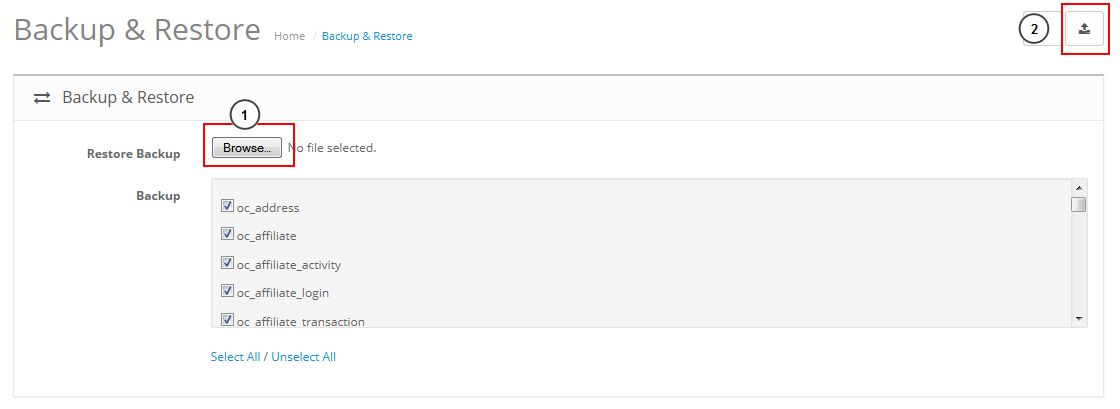 Backup & Restore Home / Backup & Restore 2
Backup & Restore
1
Restore Backup Browse... No file selected.
Backup
oc_address
oc_affiliate
oc_affiliate_activity
oc_affiliate_login
oc_affiliate_transaction
Select All / Unselect All